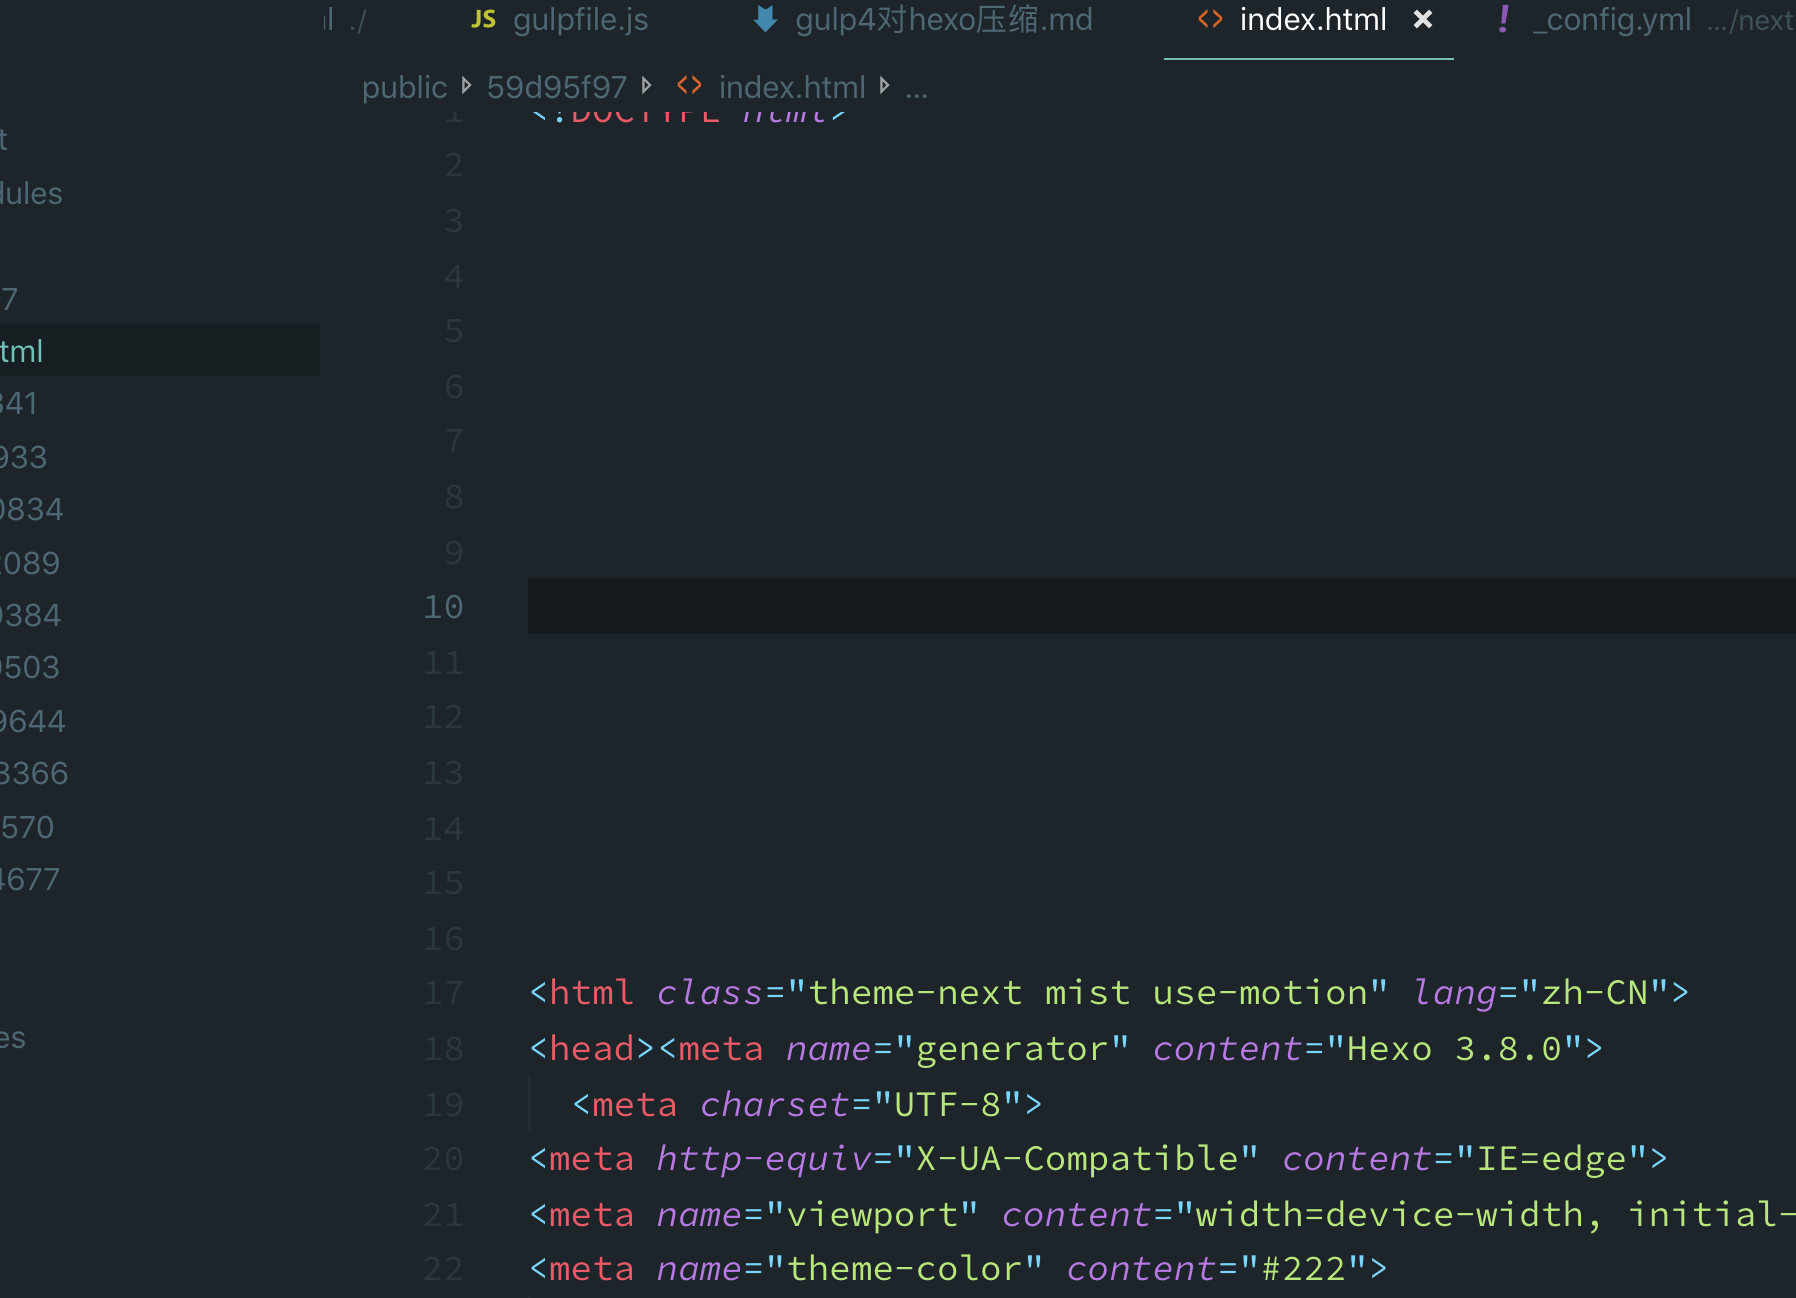 ./ JS gulpfile.js gulp4对hexo压缩.md <> index.html × ! _config.yml .../next
public 59d95f97 <> index.html ...
t
dules
7
tml
341
933
0834
2089
0384
0503
9644
8366
570
4677
es
1 <!DOCTYPE html>
2
3
4
5
6
7
8
9
10
11
12
13
14
15
16
17 <html class="theme-next mist use-motion" lang="zh-CN">
18 <head><meta name="generator" content="Hexo 3.8.0">
19 <meta charset="UTF-8">
20 <meta http-equiv="X-UA-Compatible" content="IE=edge">
21 <meta name="viewport" content="width=device-width, initial-
22 <meta name="theme-color" content="#222">